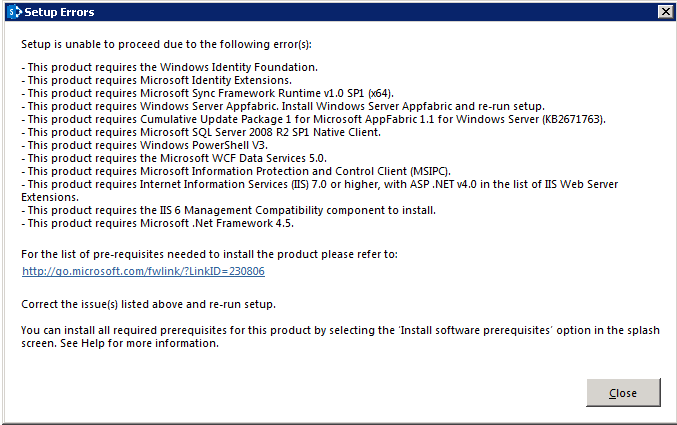 Setup Errors
Setup is unable to proceed due to the following error(s):
- This product requires the Windows Identity Foundation.
- This product requires Microsoft Identity Extensions.
- This product requires Microsoft Sync Framework Runtime v1.0 SP1 (x64).
- This product requires Windows Server Appfabric. Install Windows Server Appfabric and re-run setup.
- This product requires Cumulative Update Package 1 for Microsoft AppFabric 1.1 for Windows Server (KB2671763).
- This product requires Microsoft SQL Server 2008 R2 SP1 Native Client.
- This product requires Windows PowerShell V3.
- This product requires the Microsoft WCF Data Services 5.0.
- This product requires Microsoft Information Protection and Control Client (MSIPC).
- This product requires Internet Information Services (IIS) 7.0 or higher, with ASP .NET v4.0 in the list of IIS Web Server
Extensions.
- This product requires the IIS 6 Management Compatibility component to install.
- This product requires Microsoft .Net Framework 4.5.
For the list of pre-requisites needed to install the product please refer to:
http://go.microsoft.com/fwlink/?LinkID=230806
Correct the issue(s) listed above and re-run setup.
You can install all required prerequisites for this product by selecting the 'Install software prerequisites' option in the splash
screen. See Help for more information.
Close